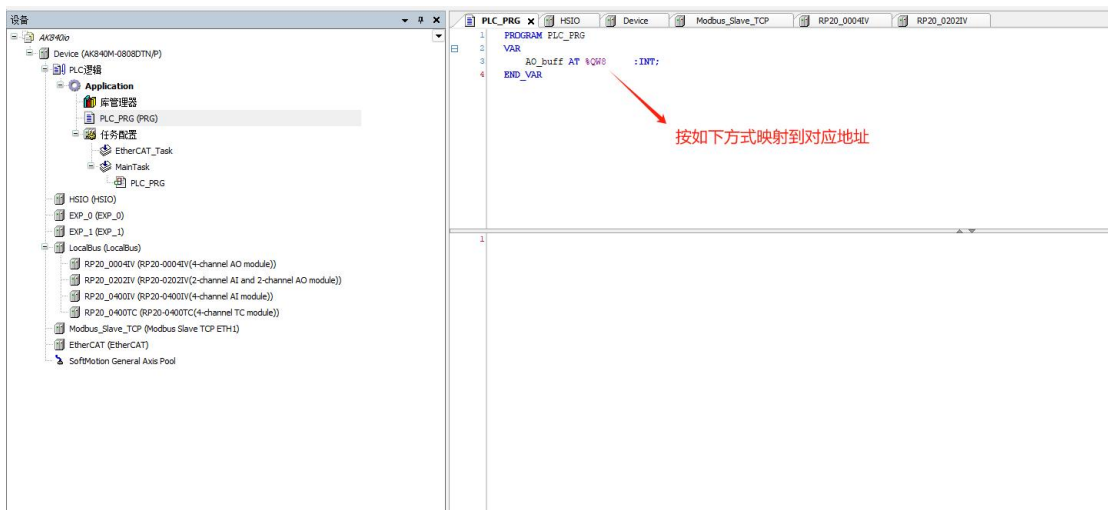 设备
AK840io
Device (AK840M-0808DTN/P)
PLC逻辑
Application
库管理器
PLC_PRG (PRG)
任务配置
EtherCAT_Task
MainTask
PLC_PRG
HSIO (HSIO)
EXP_0 (EXP_0)
EXP_1 (EXP_1)
LocalBus (LocalBus)
RP20_0004IV (RP20-0004IV(4-channel AO module))
RP20_0202IV (RP20-0202IV(2-channel AI and 2-channel AO module))
RP20_0400IV (RP20-0400IV(4-channel AI module))
RP20_0400TC (RP20-0400TC(4-channel TC module))
Modbus_Slave_TCP (Modbus Slave TCP ETH1)
EtherCAT (EtherCAT)
SoftMotion General Axis Pool
PLC_PRG HSIO Device Modbus_Slave_TCP RP20_0004IV RP20_0202IV
1 PROGRAM PLC_PRG
2 VAR
3 AO_buff AT %QW8 :INT;
4 END_VAR
按如下方式映射到对应地址
1